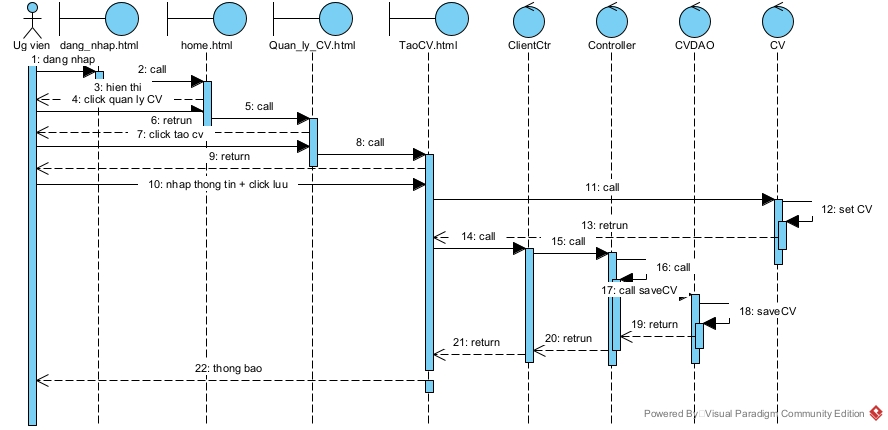 Ug vien dang_nhap.html home.html Quan_ly_CV.html TaoCV.html ClientCtr Controller CVDAO CV
1: dang nhap
2: call
3: hien thi
4: click quan ly CV
5: call
6: retrun
7: click tao cv
8: call
9: return
10: nhap thong tin + click luu
11: call
12: set CV
13: retrun
14: call
15: call
16: call
17: call saveCV
18: saveCV
19: return
20: retrun
21: return
22: thong bao
Powered By Visual Paradigm Community Edition